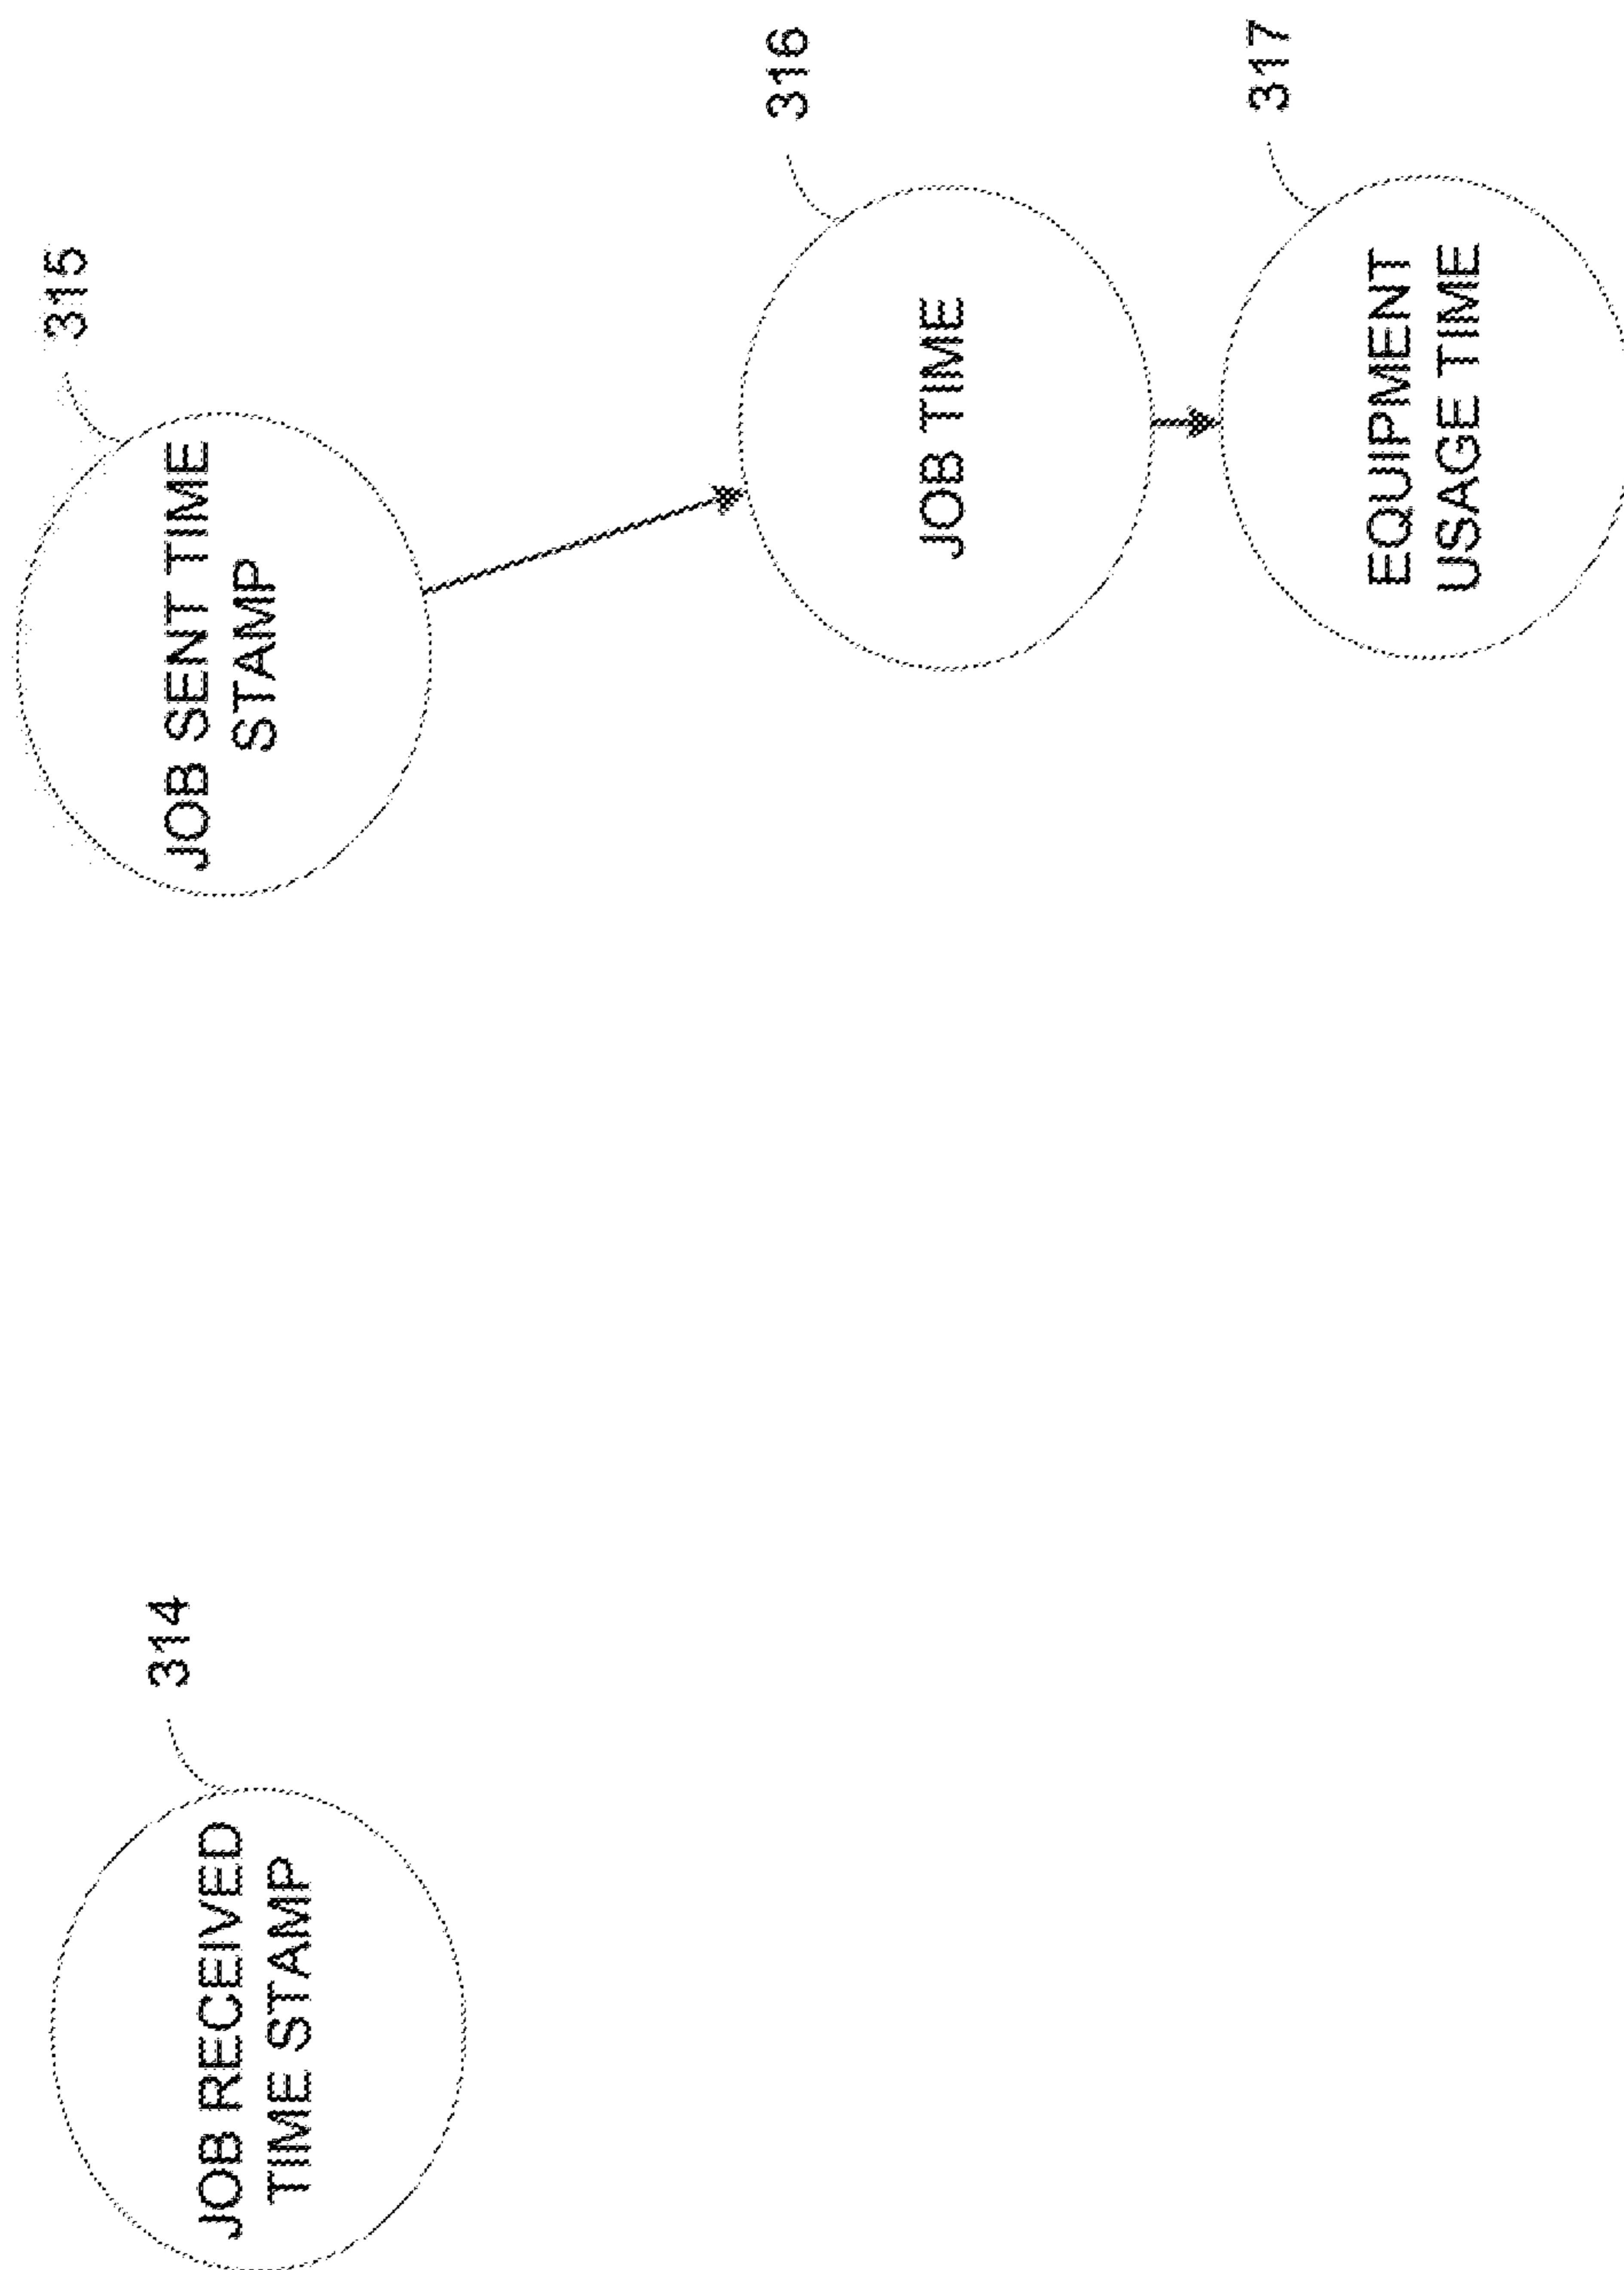 314
JOB RECEIVED
TIME STAMP
315
JOB SENT TIME
STAMP
316
JOB TIME
317
EQUIPMENT
USAGE TIME